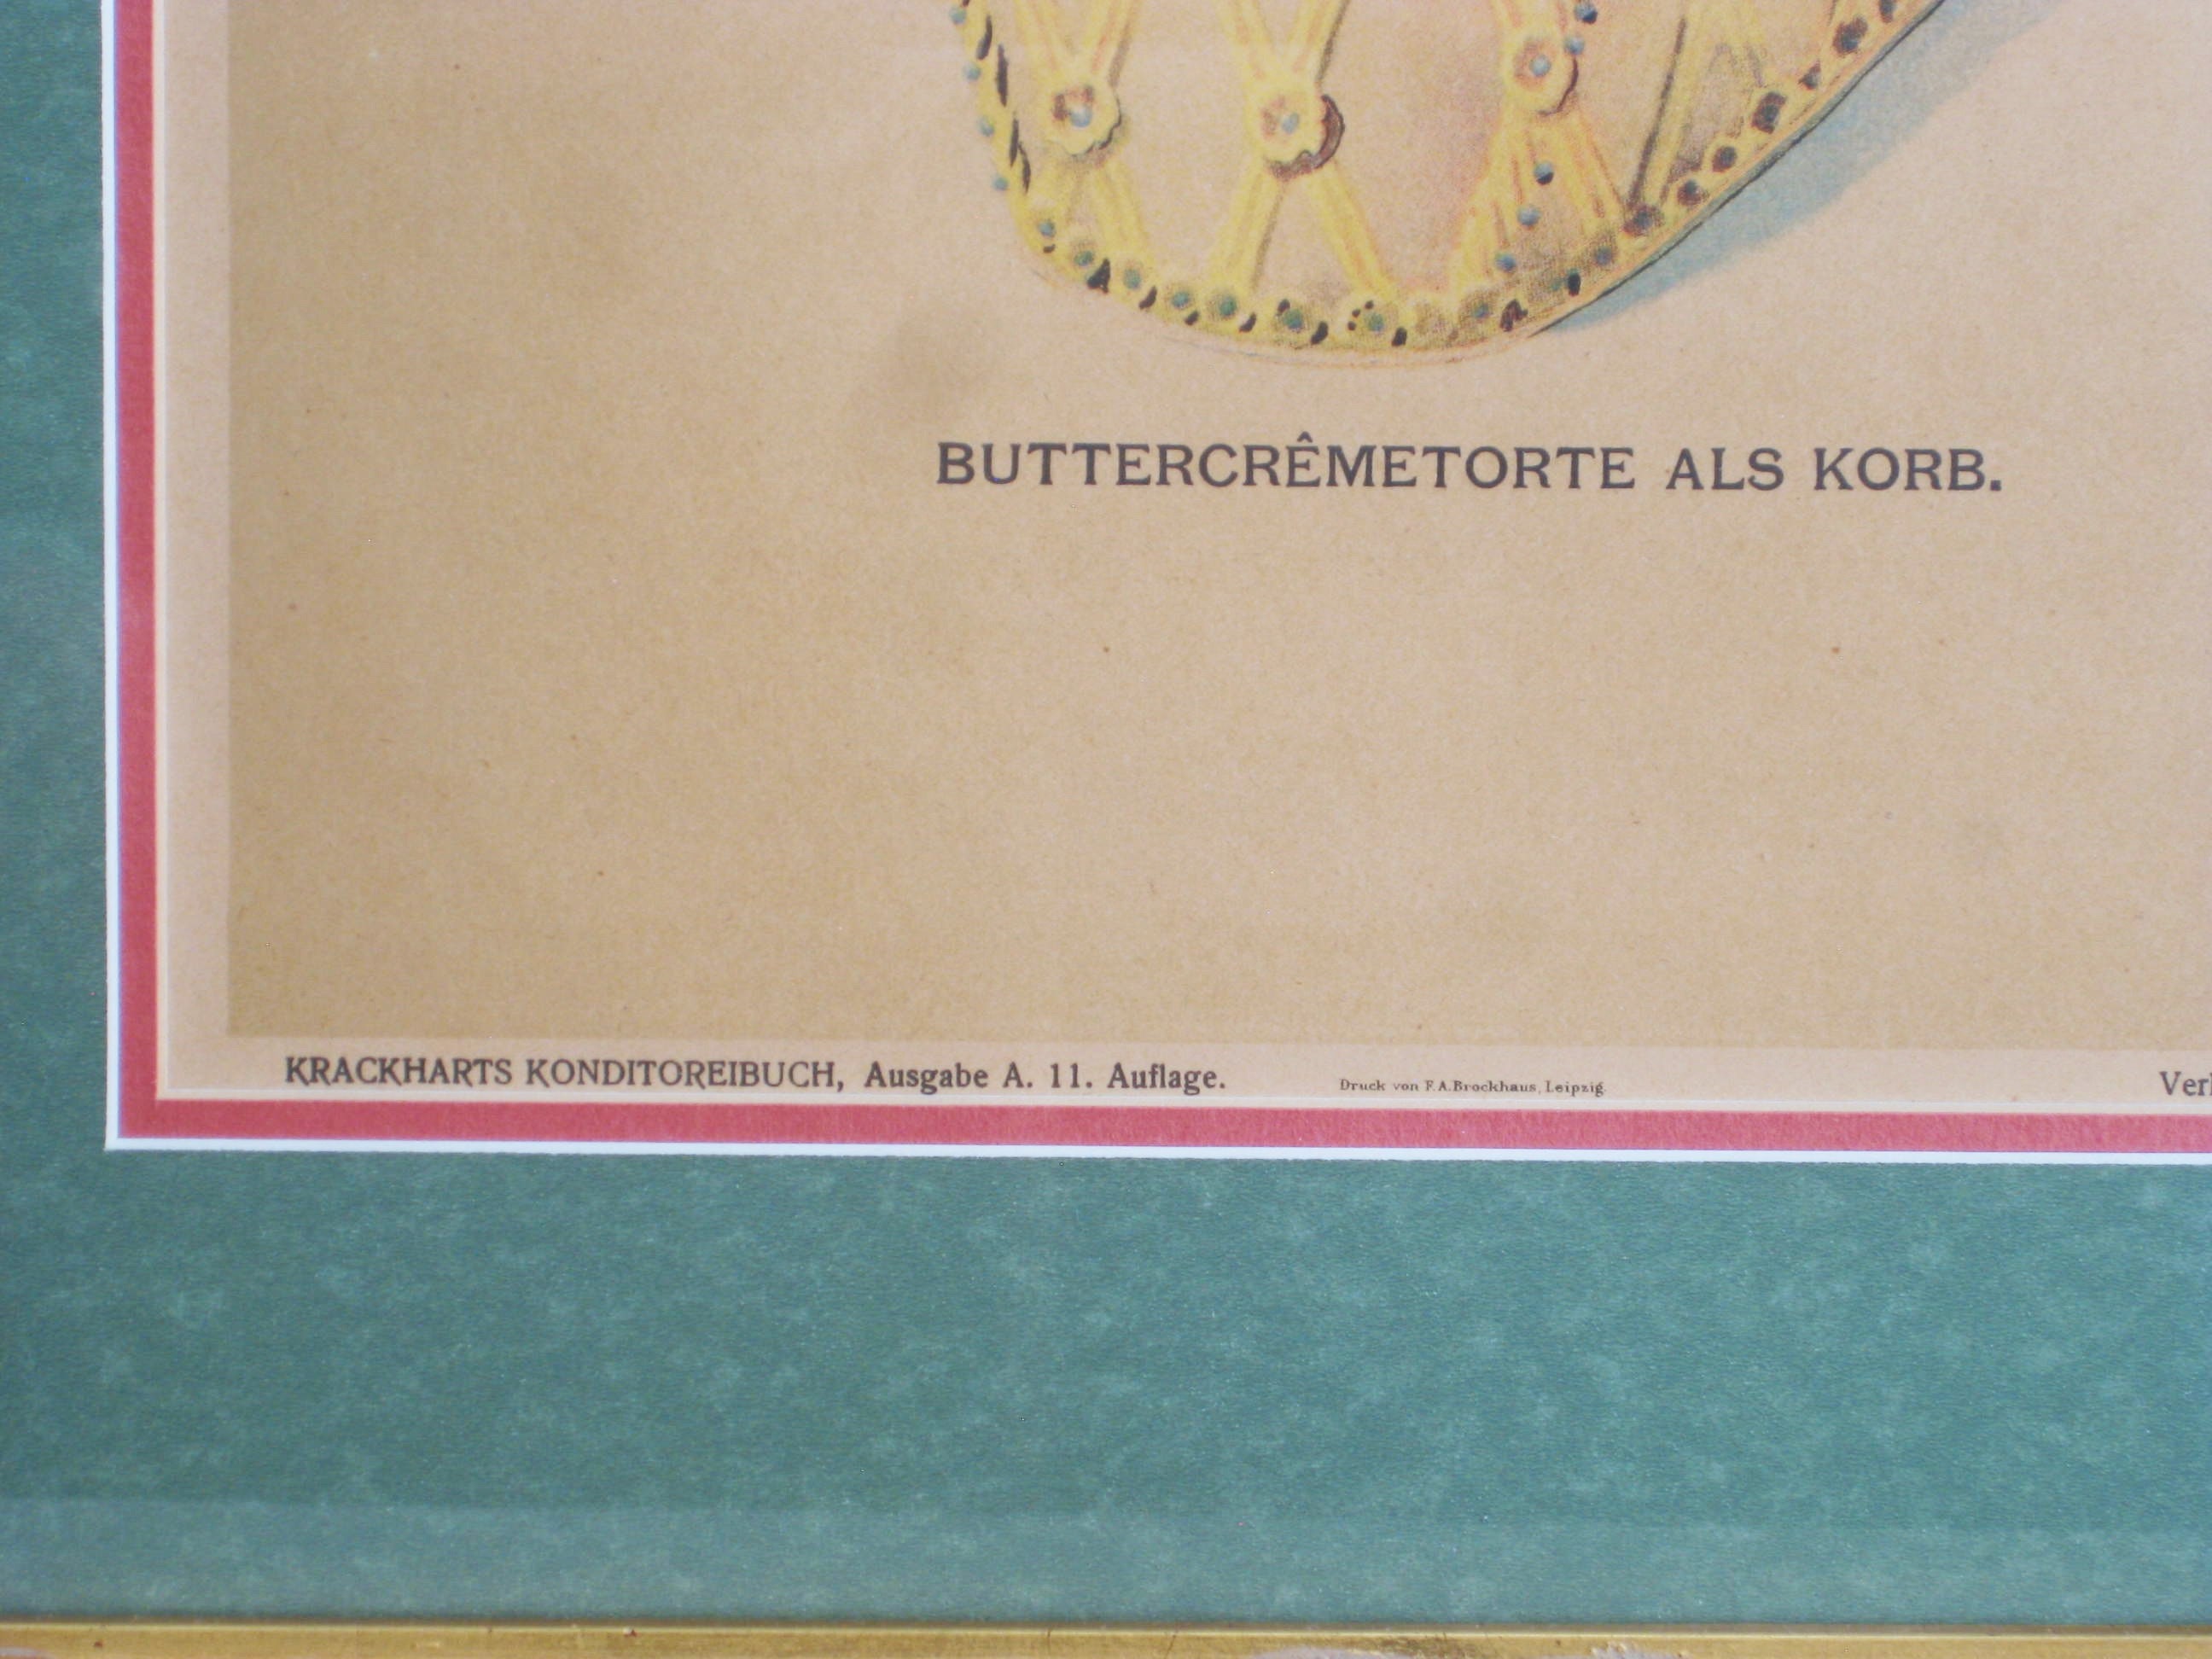 BUTTERCRÊMETORTE ALS KORB.
KRACKHARTS KONDITOREIBUCH, Ausgabe A. 11. Auflage. Druck von F.A.Brockhaus, Leipzig.